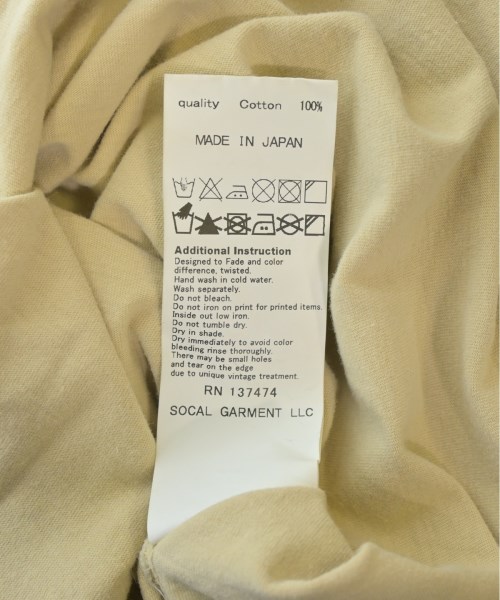 quality Cotton 100%
MADE IN JAPAN
Additional Instruction
Designed to Fade and color
difference, twisted.
Hand wash in cold water.
Wash separately.
Do not bleach.
Do not iron on print for printed items.
Inside out low iron.
Do not tumble dry.
Dry in shade.
Dry immediately to avoid color
bleeding rinse thoroughly.
There may be small holes
and tear on the edge
due to unique vintage treatment.
RN 137474
SOCAL GARMENT LLC